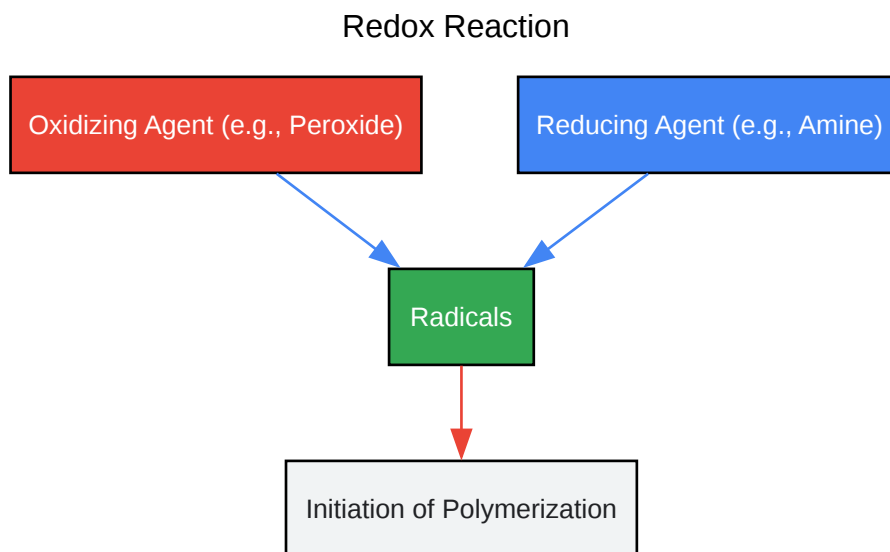 Redox Reaction
Oxidizing Agent (e.g., Peroxide)
Reducing Agent (e.g., Amine)
Radicals
Initiation of Polymerization